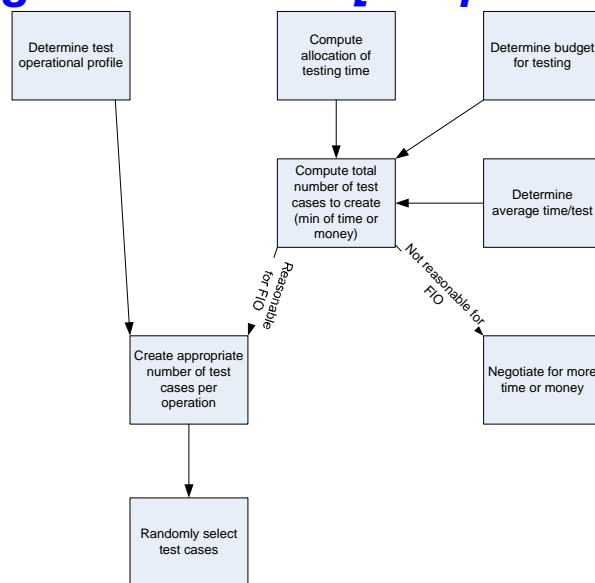 Determine test
operational profile
Compute
allocation of
testing time
Determine budget
for testing
Compute total
number of test
cases to create
(min of time or
money)
Determine
average time/test
Reasonable
for FIO
Not reasonable for
FIO
Create appropriate
number of test
cases per
operation
Negotiate for more
time or money
Randomly select
test cases